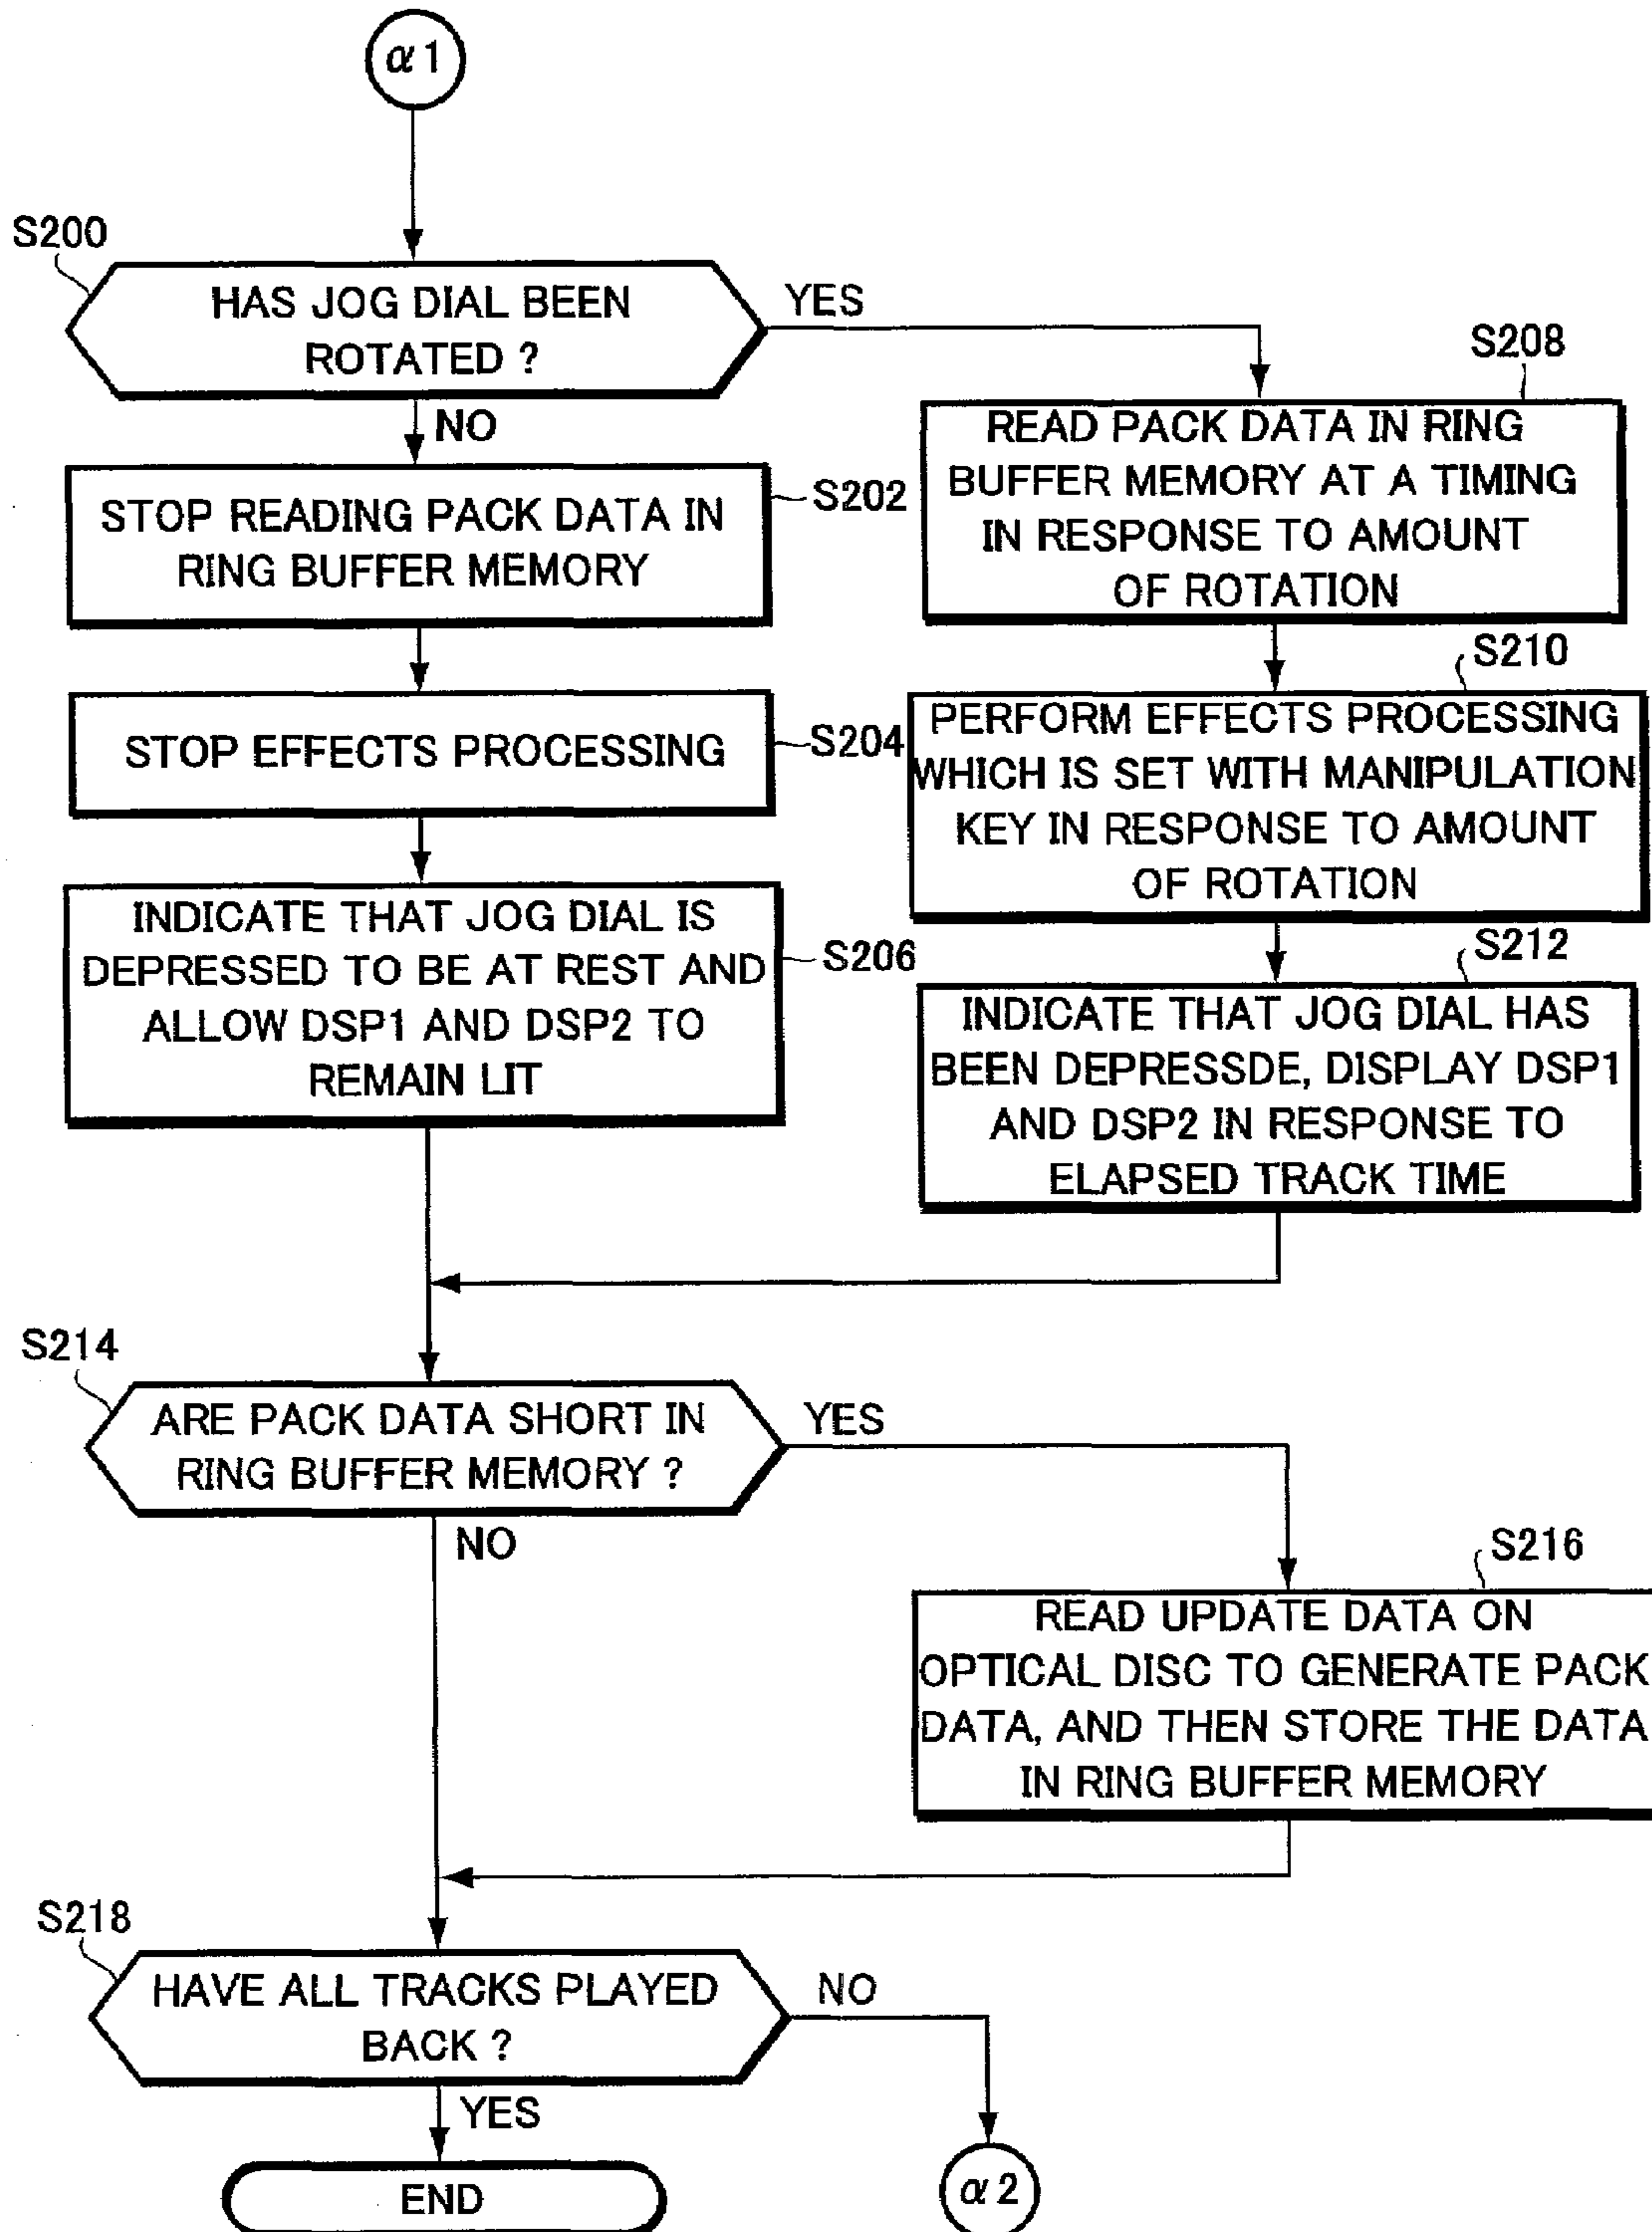 α1
S200
HAS JOG DIAL BEEN
ROTATED ?
YES
NO
S202
STOP READING PACK DATA IN
RING BUFFER MEMORY
S204
STOP EFFECTS PROCESSING
S206
INDICATE THAT JOG DIAL IS
DEPRESSED TO BE AT REST AND
ALLOW DSP1 AND DSP2 TO
REMAIN LIT
S208
READ PACK DATA IN RING
BUFFER MEMORY AT A TIMING
IN RESPONSE TO AMOUNT
OF ROTATION
S210
PERFORM EFFECTS PROCESSING
WHICH IS SET WITH MANIPULATION
KEY IN RESPONSE TO AMOUNT
OF ROTATION
S212
INDICATE THAT JOG DIAL HAS
BEEN DEPRESSDE, DISPLAY DSP1
AND DSP2 IN RESPONSE TO
ELAPSED TRACK TIME
S214
ARE PACK DATA SHORT IN
RING BUFFER MEMORY ?
YES
NO
S216
READ UPDATE DATA ON
OPTICAL DISC TO GENERATE PACK
DATA, AND THEN STORE THE DATA
IN RING BUFFER MEMORY
S218
HAVE ALL TRACKS PLAYED
BACK ?
NO
YES
END
α2